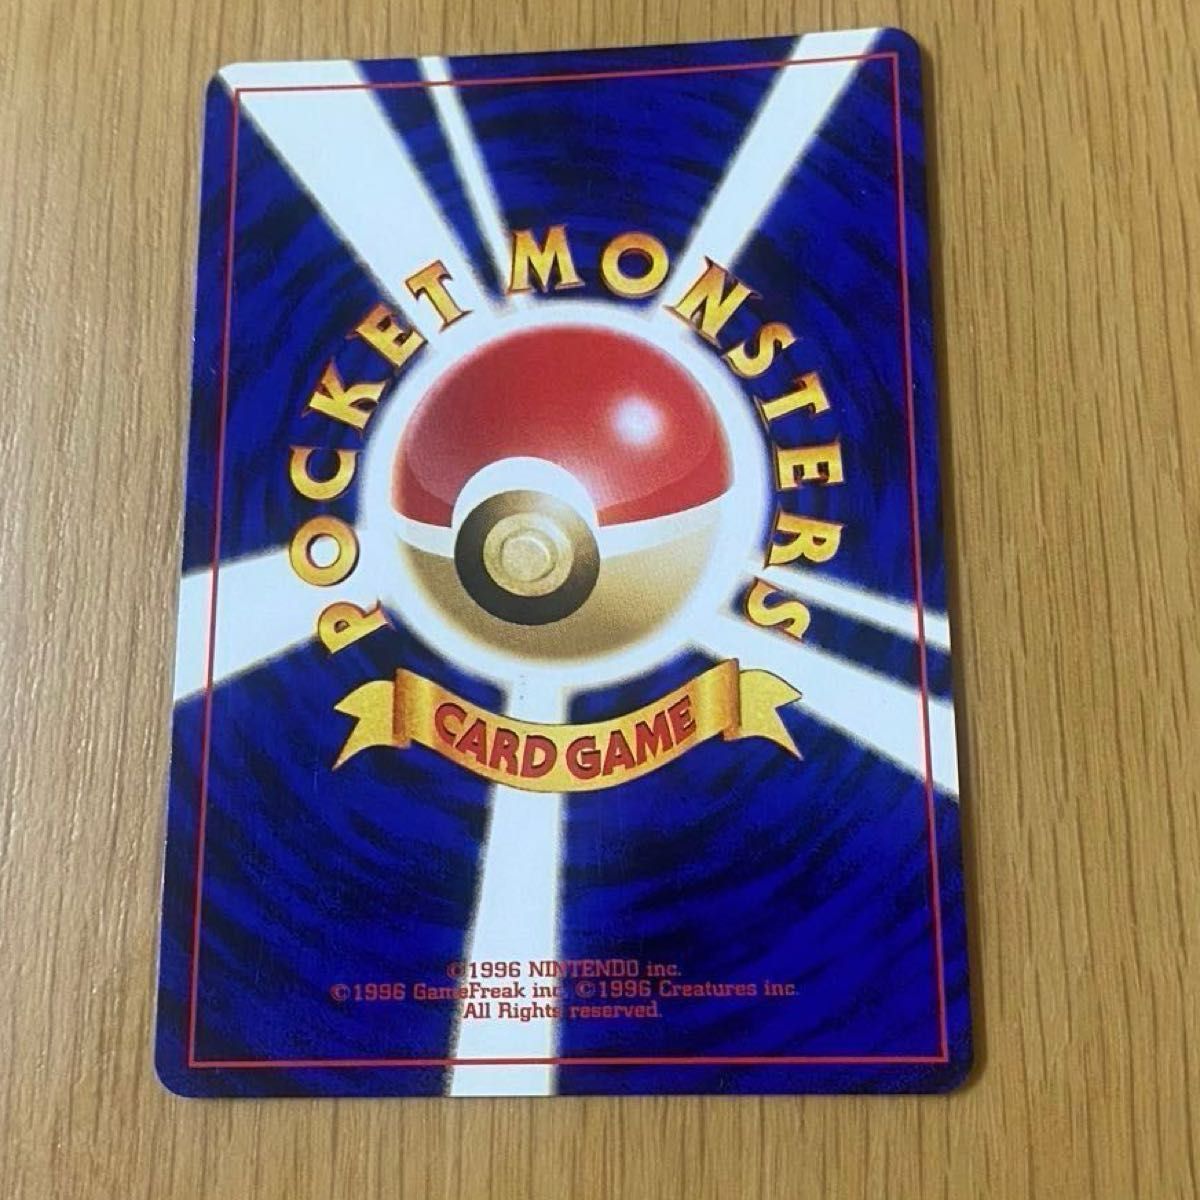 POCKET MONSTERS
CARD GAME
©1996 NINTENDO inc.
©1996 GameFreak inc. ©1996 Creatures inc.
All Rights reserved.